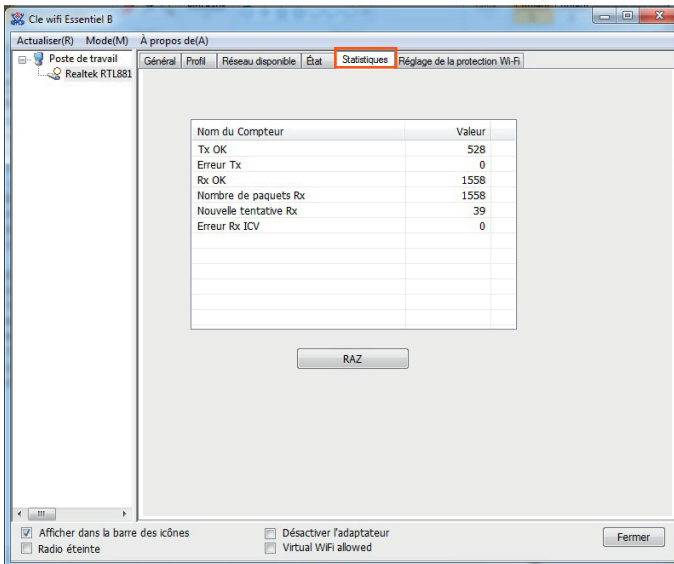 Cle wifi Essentiel B
Actualiser(R) Mode(M) À propos de(A)
Poste de travail
Realtek RTL881
Général Profil Réseau disponible État Statistiques Réglage de la protection Wi-Fi
Nom du Compteur Valeur
Tx OK 528
Erreur Tx 0
Rx OK 1558
Nombre de paquets Rx 1558
Nouvelle tentative Rx 39
Erreur Rx ICV 0
RAZ
Afficher dans la barre des icônes
Radio éteinte
Désactiver l'adaptateur
Virtual WiFi allowed
Fermer